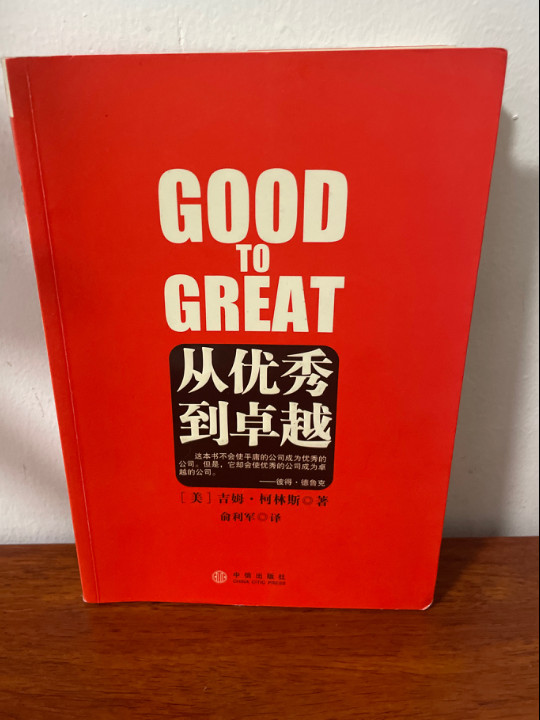 GOOD
TO
GREAT
从优秀
到卓越
这本书不会使平庸的公司成为优秀的
公司。但是，它却会使优秀的公司成为卓
越的公司。
——彼得·德鲁克
[美]吉姆·柯林斯◎著
俞利军◎译
中信出版社
CHINA CITIC PRESS